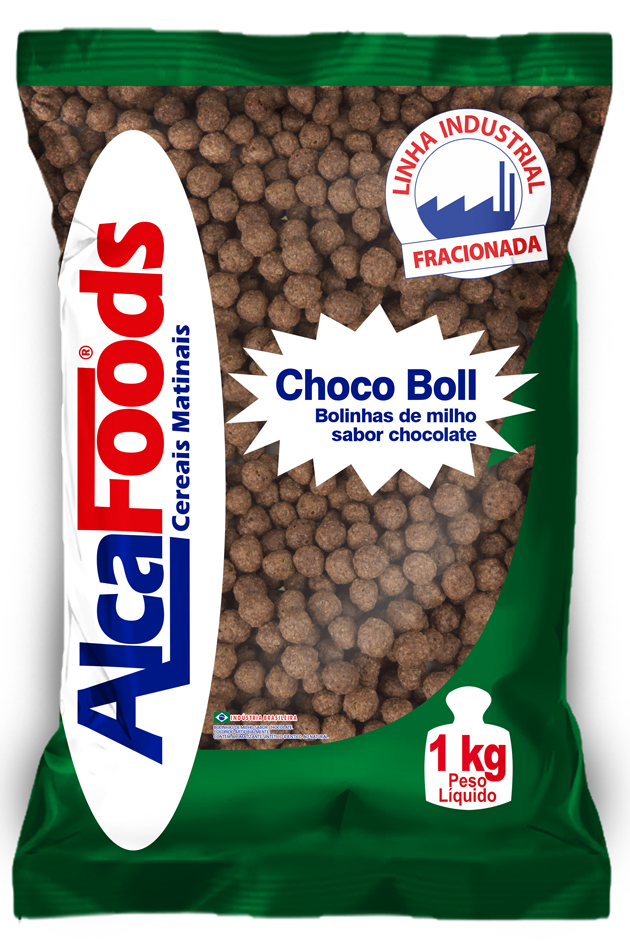 LINHA INDUSTRIAL
FRACIONADA
AlcaFoods®
Cereais Matinais
Choco Boll
Bolinhas de milho
sabor chocolate
INDÚSTRIA BRASILEIRA
1 kg
Peso
Líquido